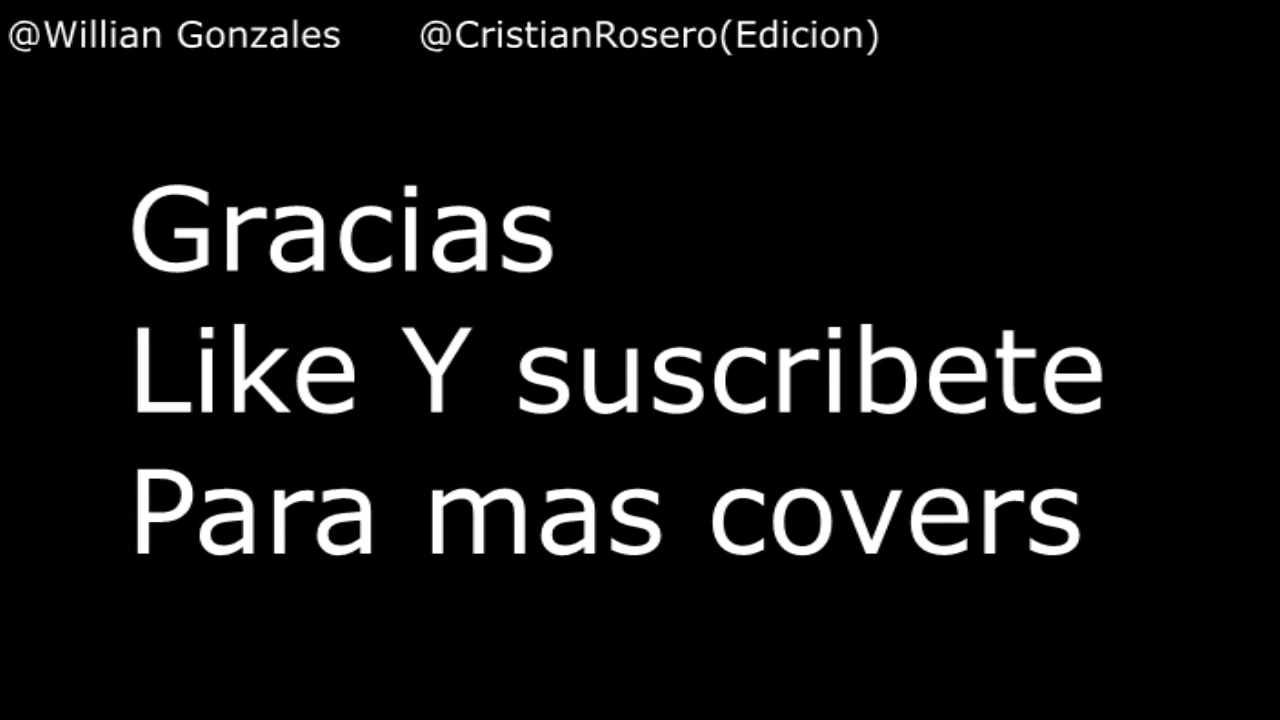 @Willian Gonzales @CristianRosero(Edicion)
Gracias
Like Y suscribete
Para mas covers